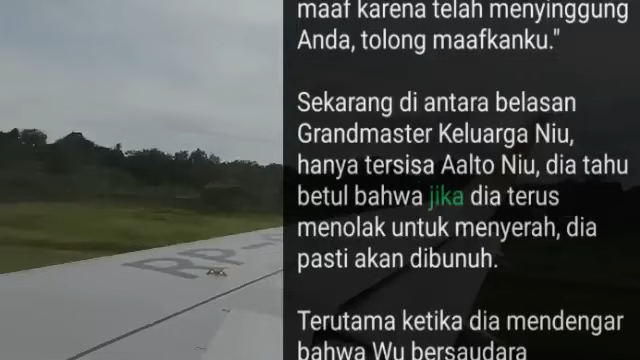 maaf karena telah menyinggung
Anda, tolong maafkanku."
Sekarang di antara belasan
Grandmaster Keluarga Niu,
hanya tersisa Aalto Niu, dia tahu
betul bahwa jika dia terus
menolak untuk menyerah, dia
pasti akan dibunuh.
Terutama ketika dia mendengar
bahwa Wu bersaudara
RP-